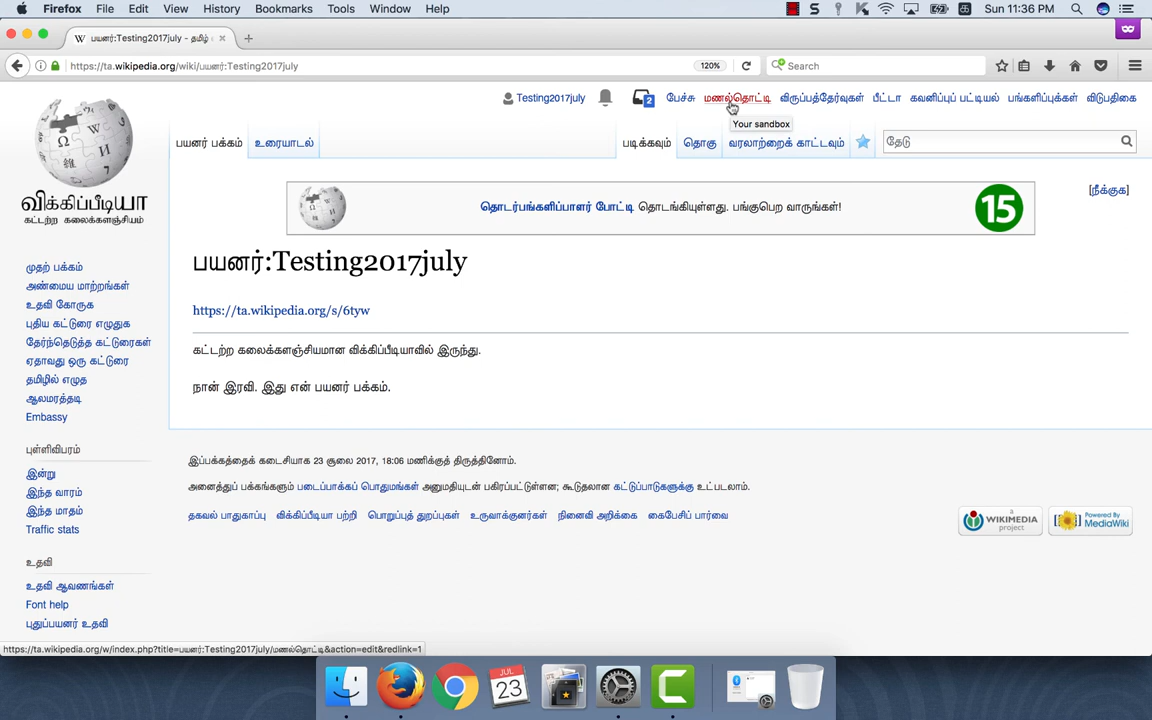 Firefox File Edit View History Bookmarks Tools Window Help Sun 11:36 PM
பயனர்:Testing2017july - தமிழ்
https://ta.wikipedia.org/wiki/பயனர்:Testing2017july 120% Search
Testing2017july 2 பேச்சு மணல்தொட்டி விருப்பத்தேர்வுகள் பீட்டா கவனிப்புப் பட்டியல் பங்களிப்புக்கள் விடுபதிகை
Your sandbox
பயனர் பக்கம் உரையாடல் படிக்கவும் தொகு வரலாற்றைக் காட்டவும் தேடு
விக்கிப்பீடியா
கட்டற்ற கலைக்களஞ்சியம்
தொடர்பங்களிப்பாளர் போட்டி தொடங்கியுள்ளது. பங்குபெற வாருங்கள்! 15 [நீக்குக]
பயனர்:Testing2017july
https://ta.wikipedia.org/s/6tyw
கட்டற்ற கலைக்களஞ்சியமான விக்கிப்பீடியாவில் இருந்து.
நான் இரவி. இது என் பயனர் பக்கம்.
முதற் பக்கம்
அண்மைய மாற்றங்கள்
உதவி கோருக
புதிய கட்டுரை எழுதுக
தேர்ந்தெடுத்த கட்டுரைகள்
ஏதாவது ஒரு கட்டுரை
தமிழில் எழுத
ஆலமரத்தடி
Embassy
புள்ளிவிபரம்
இன்று
இந்த வாரம்
இந்த மாதம்
Traffic stats
உதவி
உதவி ஆவணங்கள்
Font help
புதுப்பயனர் உதவி
இப்பக்கத்தைக் கடைசியாக 23 சூலை 2017, 18:06 மணிக்குத் திருத்தினோம்.
அனைத்துப் பக்கங்களும் படைப்பாக்கப் பொதுமங்கள் அனுமதியுடன் பகிரப்பட்டுள்ளன; கூடுதலான கட்டுப்பாடுகளுக்கு உட்படலாம்.
தகவல் பாதுகாப்பு விக்கிப்பீடியா பற்றி பொறுப்புத் துறப்புகள் உருவாக்குனர்கள் நினைவி அறிக்கை கைபேசிப் பார்வை
a WIKIMEDIA project Powered By MediaWiki
https://ta.wikipedia.org/w/index.php?title=பயனர்:Testing2017july/மணல்தொட்டி&action=edit&redlink=1
JUL
23